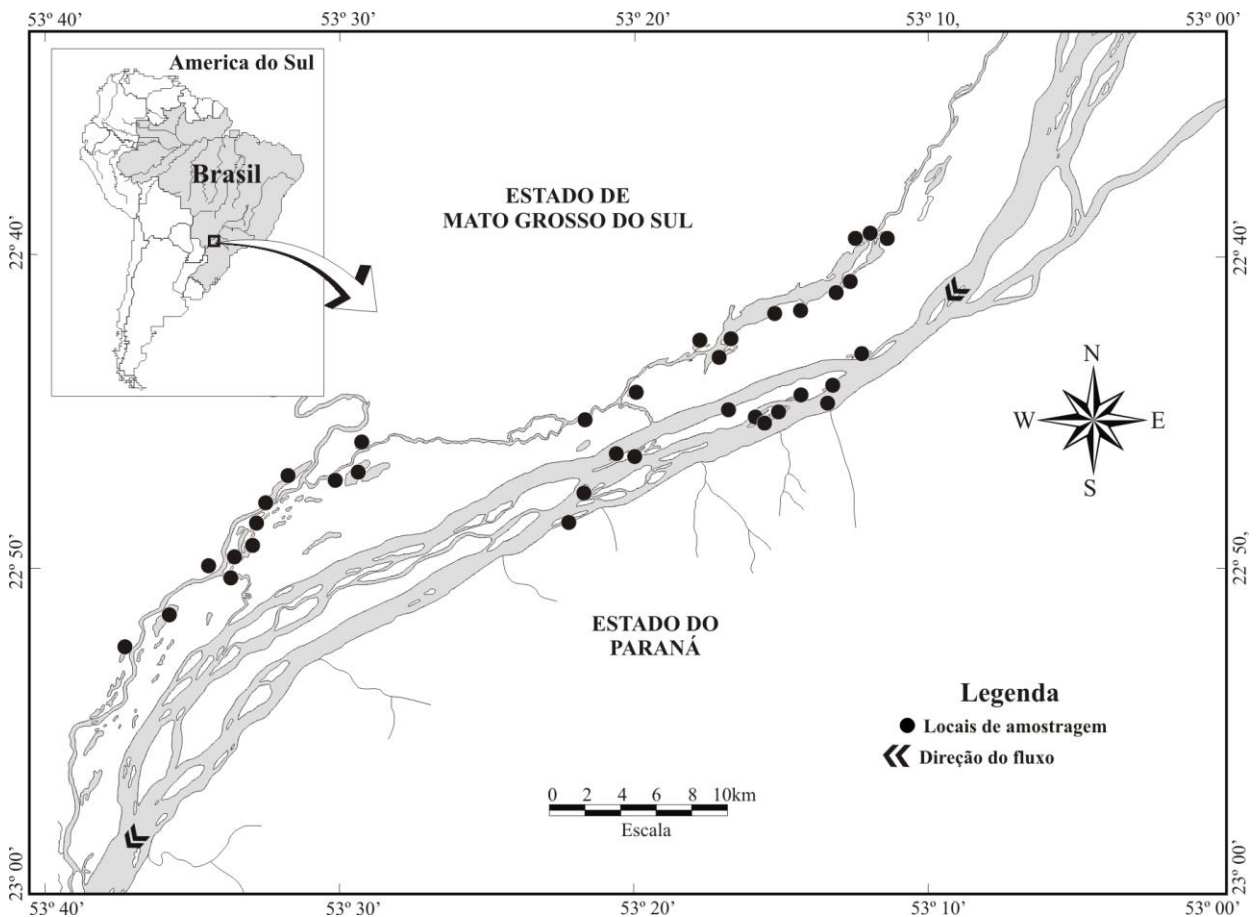 53º 40’
53º 30’
53º 20’
53º 10,
53º 00’
America do Sul
Brasil
ESTADO DE
MATO GROSSO DO SUL
22º 40’
22º 40’
N
W
E
S
22º 50’
22º 50,
ESTADO DO
PARANÁ
Legenda
Locais de amostragem
Direção do fluxo
0 2 4 6 8 10km
Escala
23º 00’
23º 00’
53º 40’
53º 30’
53º 20’
53º 10’
53º 00’